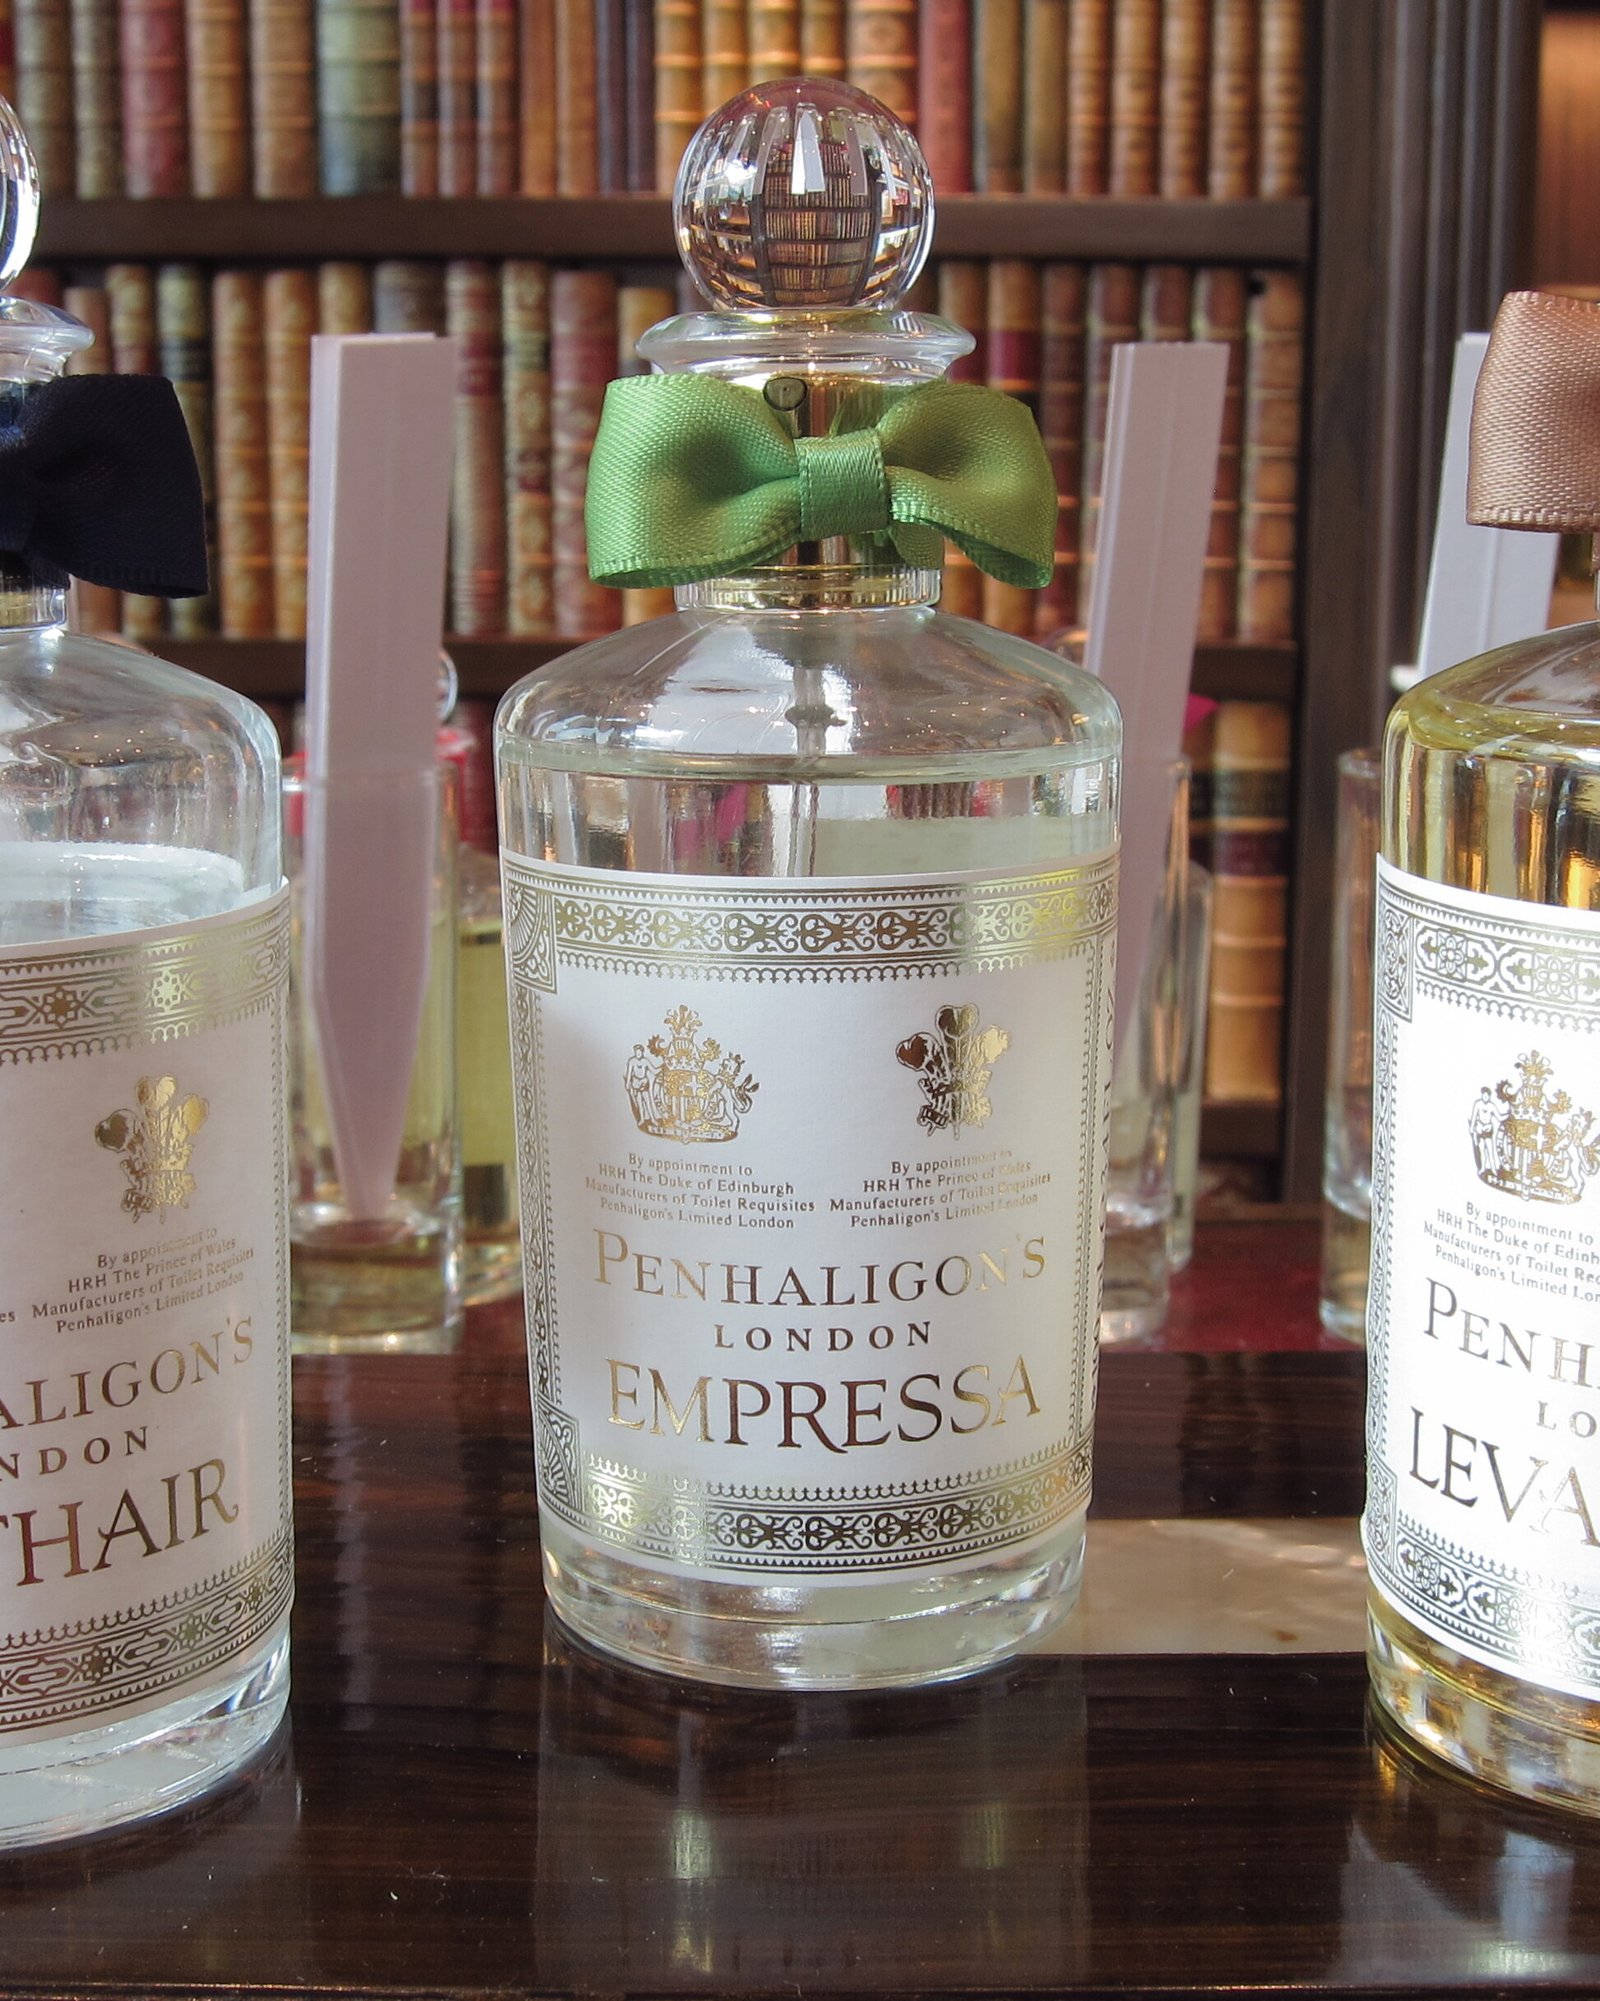 By appointment to
HRH The Prince of Wales
es Manufacturers of Toilet Requisites
Penhaligon's Limited London
ALIGON'S
NDON
THAIR
By appointment to
HRH The Duke of Edinburgh
Manufacturers of Toilet Requisites
Penhaligon's Limited London
By appointment to
HRH The Prince of Wales
Manufacturers of Toilet Requisites
Penhaligon's Limited London
PENHALIGON'S
LONDON
EMPRESSA
By appointment to
HRH The Duke of Edinb
Manufacturers of Toilet Req
Penhaligon's Limited Lon
PENH
LO
LEVA